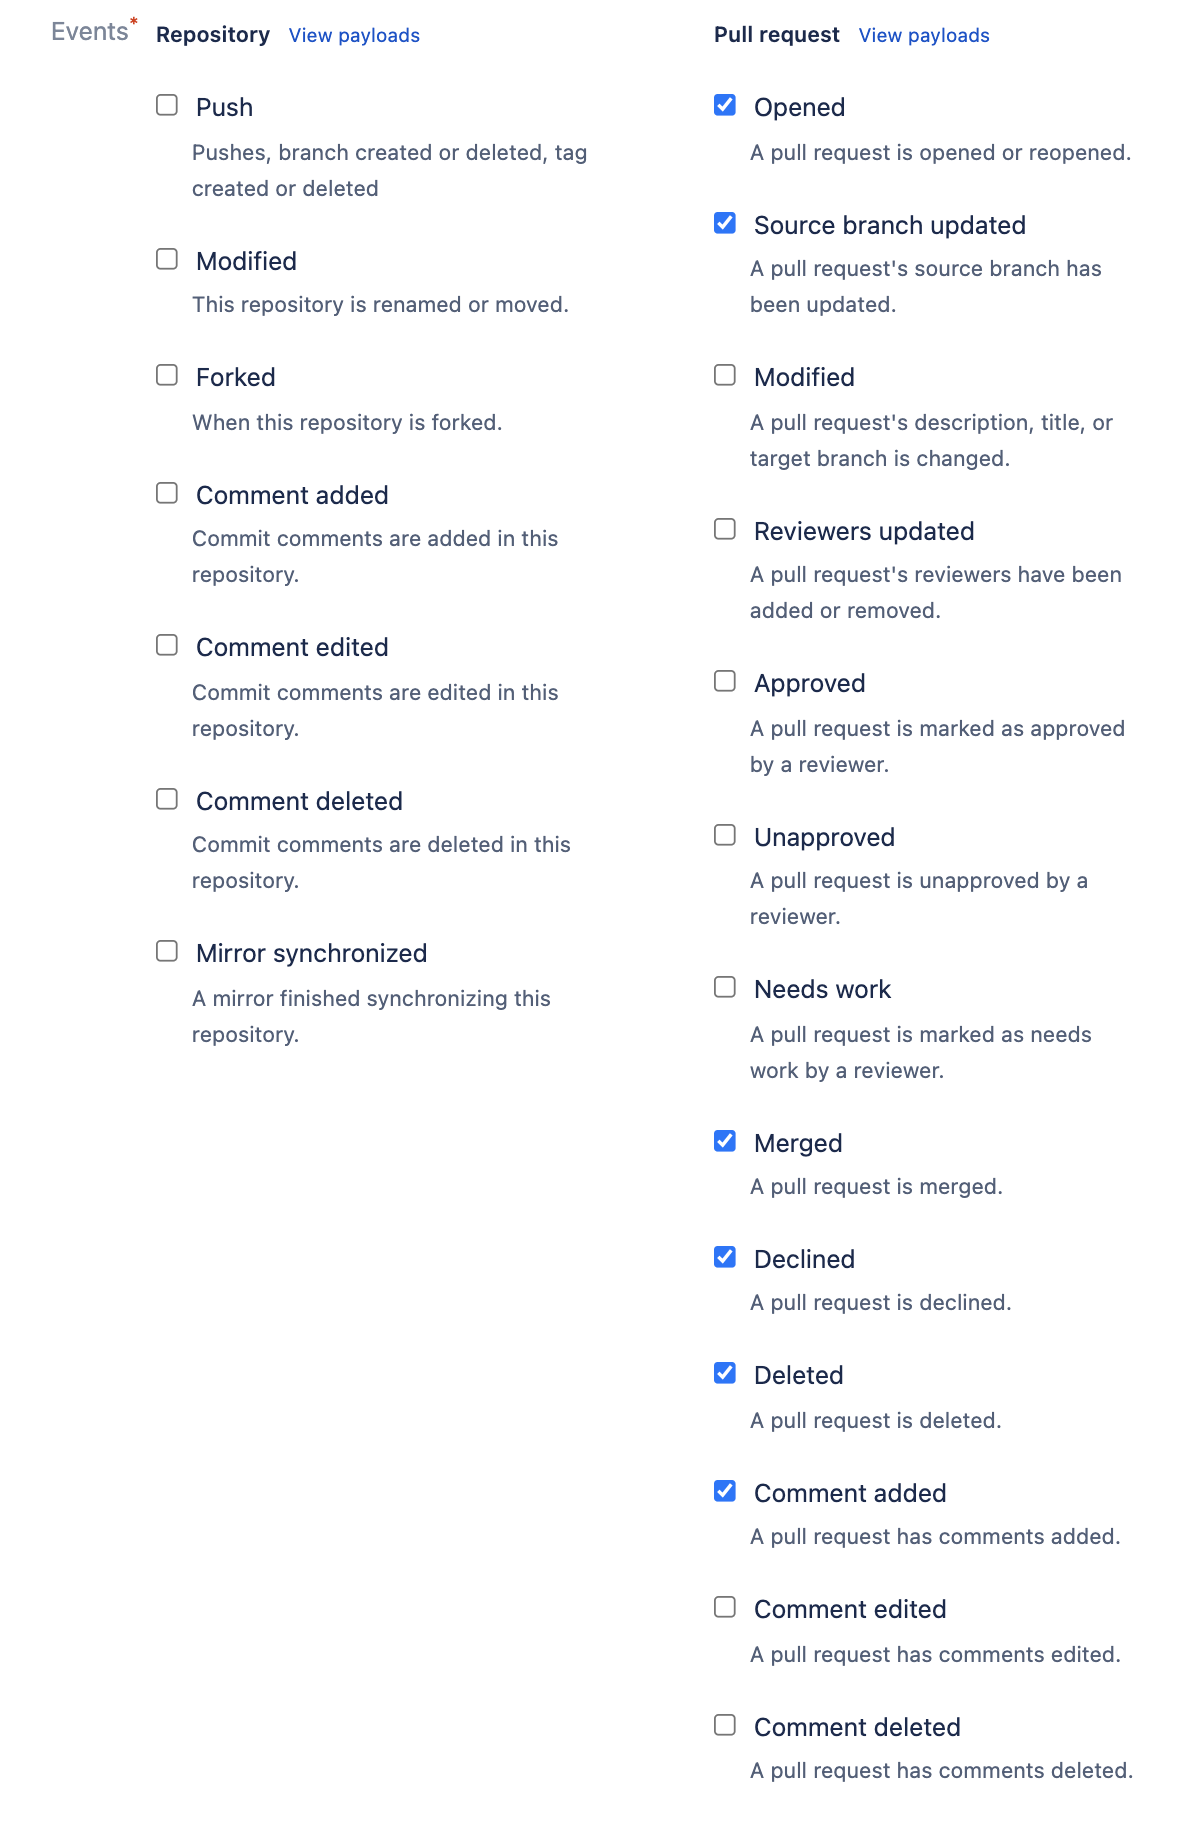 Events*
Repository View payloads
Push
Pushes, branch created or deleted, tag
created or deleted
Modified
This repository is renamed or moved.
Forked
When this repository is forked.
Comment added
Commit comments are added in this
repository.
Comment edited
Commit comments are edited in this
repository.
Comment deleted
Commit comments are deleted in this
repository.
Mirror synchronized
A mirror finished synchronizing this
repository.
Pull request View payloads
Opened
A pull request is opened or reopened.
Source branch updated
A pull request's source branch has
been updated.
Modified
A pull request's description, title, or
target branch is changed.
Reviewers updated
A pull request's reviewers have been
added or removed.
Approved
A pull request is marked as approved
by a reviewer.
Unapproved
A pull request is unapproved by a
reviewer.
Needs work
A pull request is marked as needs
work by a reviewer.
Merged
A pull request is merged.
Declined
A pull request is declined.
Deleted
A pull request is deleted.
Comment added
A pull request has comments added.
Comment edited
A pull request has comments edited.
Comment deleted
A pull request has comments deleted.